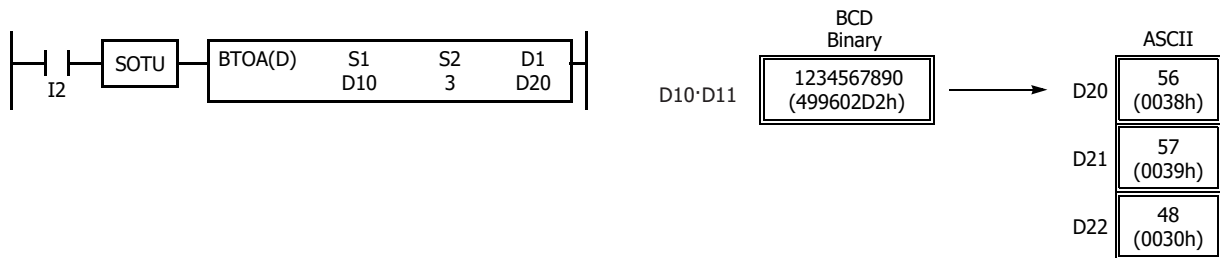 I2
SOTU
BTOA(D) S1 S2 D1
D10 3 D20
BCD
Binary
D10·D11
1234567890
(499602D2h)
ASCII
D20
56
(0038h)
D21
57
(0039h)
D22
48
(0030h)